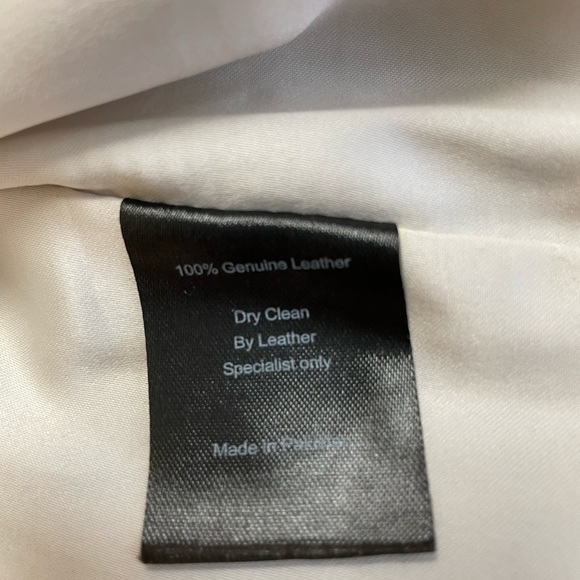 100% Genuine Leather
Dry Clean
By Leather
Specialist only
Made in